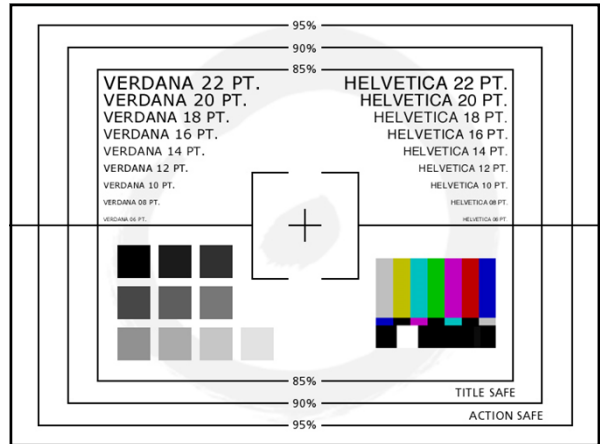 95%
90%
85%
VERDANA 22 PT.
VERDANA 20 PT.
VERDANA 18 PT.
VERDANA 16 PT.
VERDANA 14 PT.
VERDANA 12 PT.
VERDANA 10 PT.
VERDANA 08 PT.
VERDANA 06 PT.
HELVETICA 22 PT.
HELVETICA 20 PT.
HELVETICA 18 PT.
HELVETICA 16 PT.
HELVETICA 14 PT.
HELVETICA 12 PT.
HELVETICA 10 PT.
HELVETICA 08 PT.
HELVETICA 06 PT.
85%
TITLE SAFE
90%
ACTION SAFE
95%